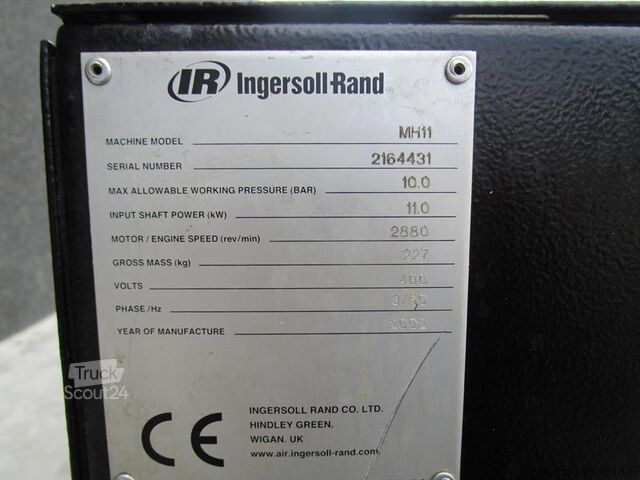 IR Ingersoll-Rand
MACHINE MODEL MH11
SERIAL NUMBER 2164431
MAX ALLOWABLE WORKING PRESSURE (BAR) 10.0
INPUT SHAFT POWER (kW) 11.0
MOTOR / ENGINE SPEED (rev/min) 2880
GROSS MASS (kg) 227
VOLTS 400
PHASE /Hz 3/50
YEAR OF MANUFACTURE
CE
INGERSOLL RAND CO. LTD.
HINDLEY GREEN.
WIGAN. UK
www.air.ingersoll-rand.com.
Truck
Scout24